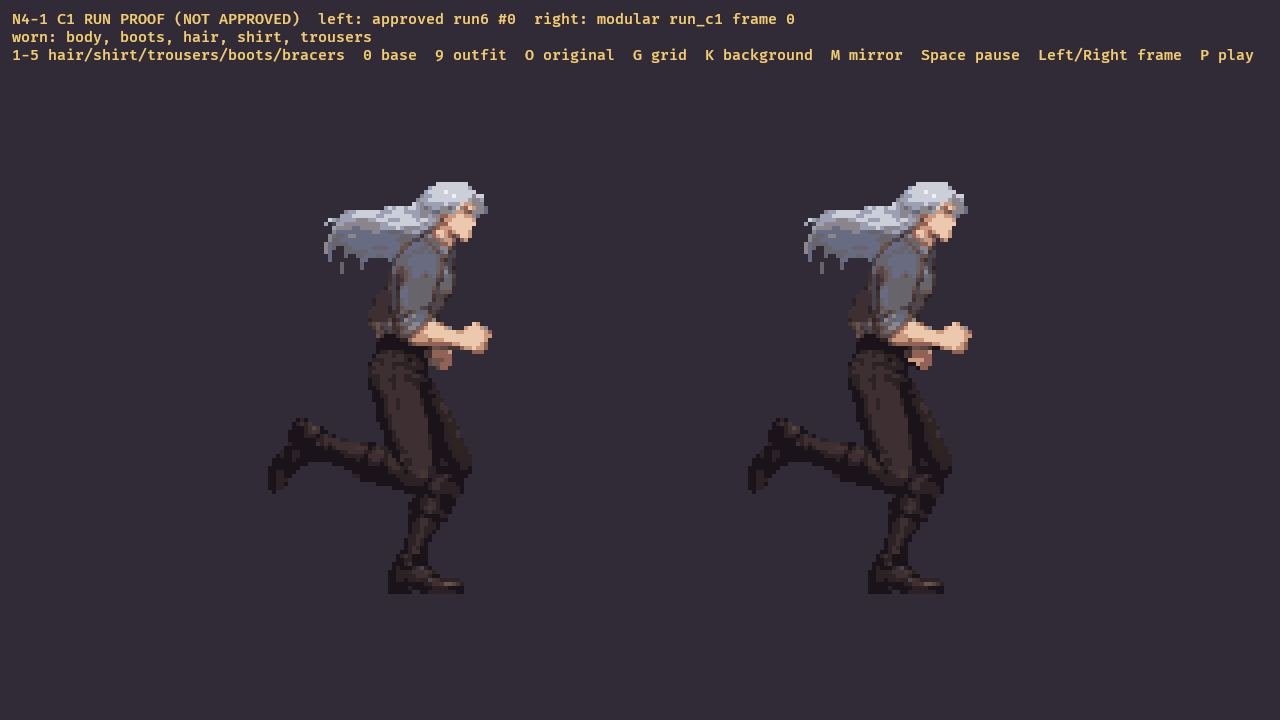 N4-1 C1 RUN PROOF (NOT APPROVED)  left: approved run6 #0  right: modular run_c1 frame 0
worn: body, boots, hair, shirt, trousers
1-5 hair/shirt/trousers/boots/bracers  0 base  9 outfit  O original  G grid  K background  M mirror  Space pause  Left/Right frame  P play